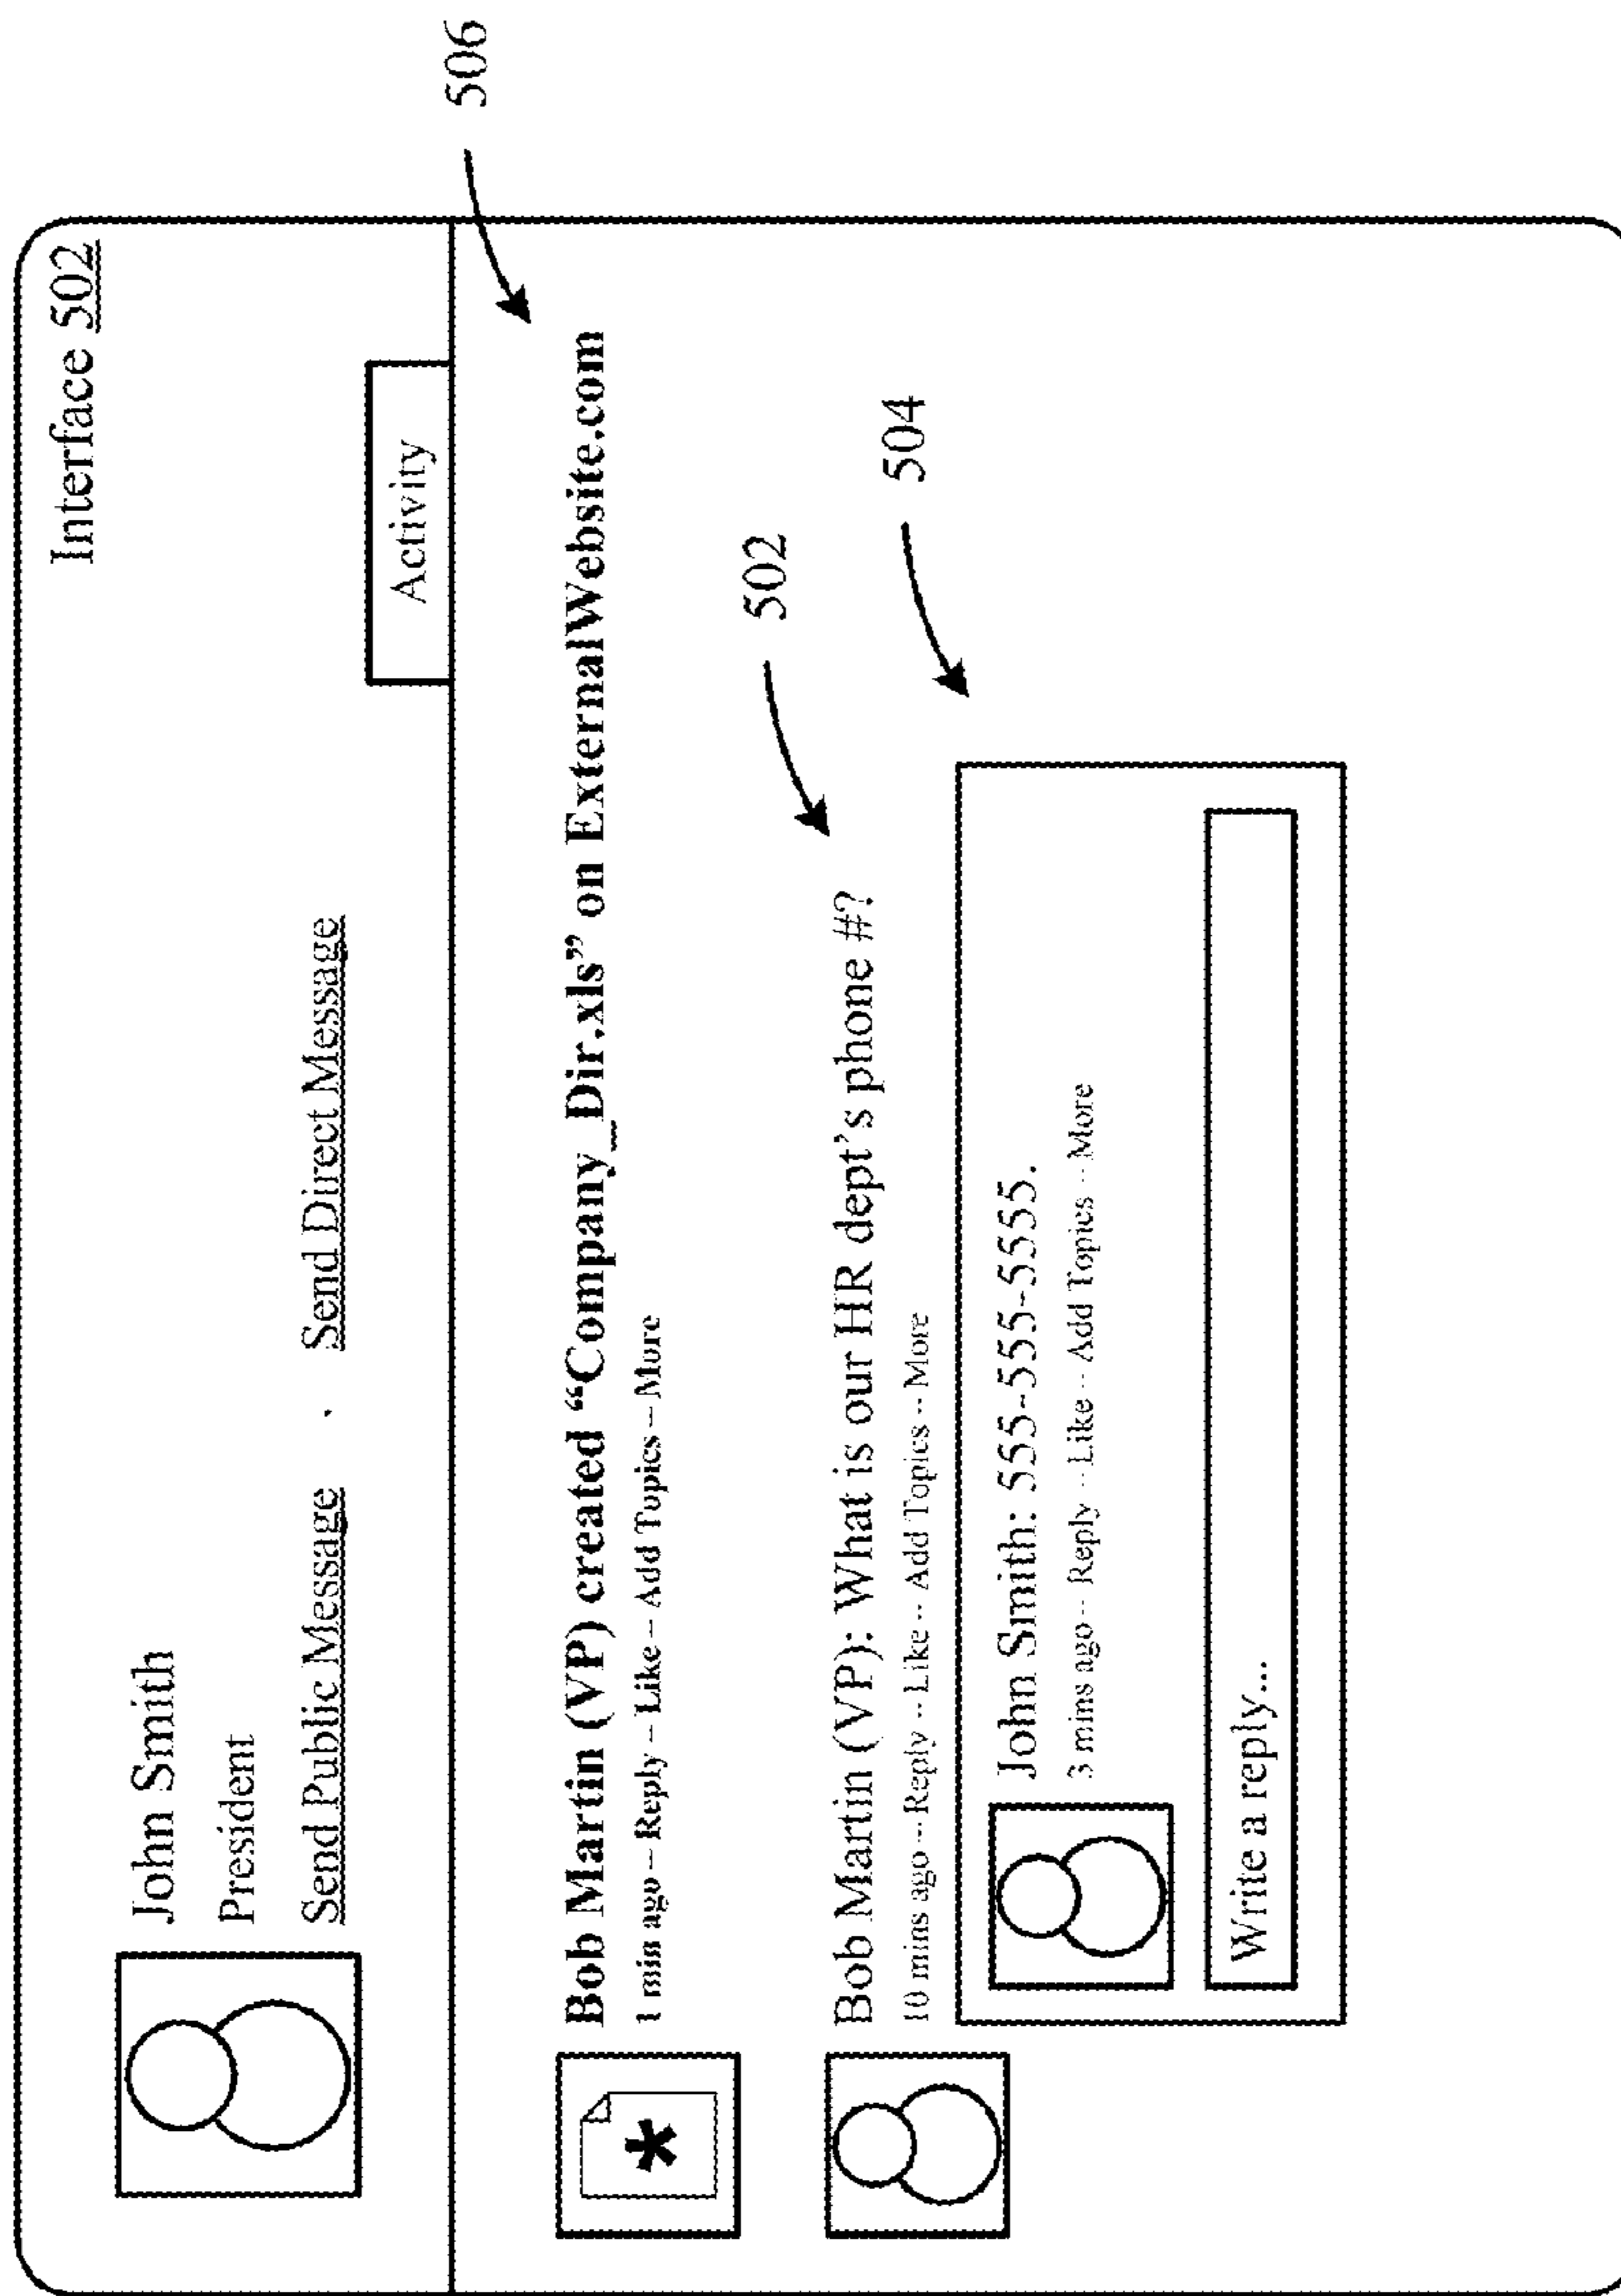 Interface 502
John Smith
President
Send Public Message · Send Direct Message
Activity
506
Bob Martin (VP) created “Company_Dir.xls” on ExternalWebsite.com
1 min ago -- Reply -- Like -- Add Topics -- More
502
Bob Martin (VP): What is our HR dept’s phone #?
10 mins ago -- Reply -- Like -- Add Topics -- More
504
John Smith: 555-555-555-5555.
3 mins ago -- Reply -- Like -- Add Topics -- More
Write a reply...
*